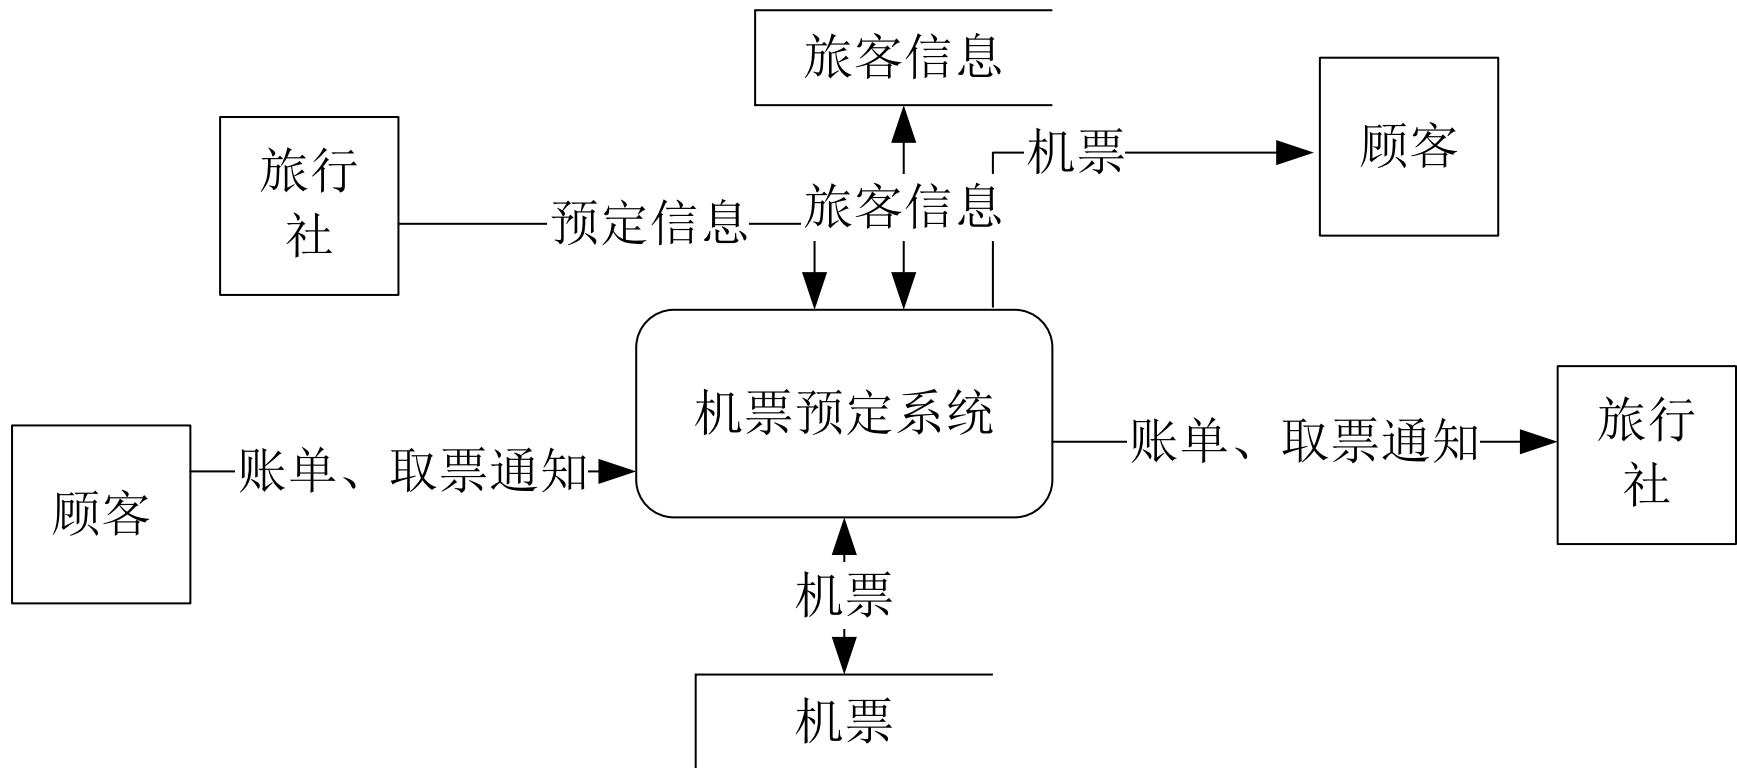 旅客信息
顾客
机票
旅行
社
预定信息
旅客信息
机票预定系统
账单、取票通知
旅行
社
账单、取票通知
顾客
机票
机票